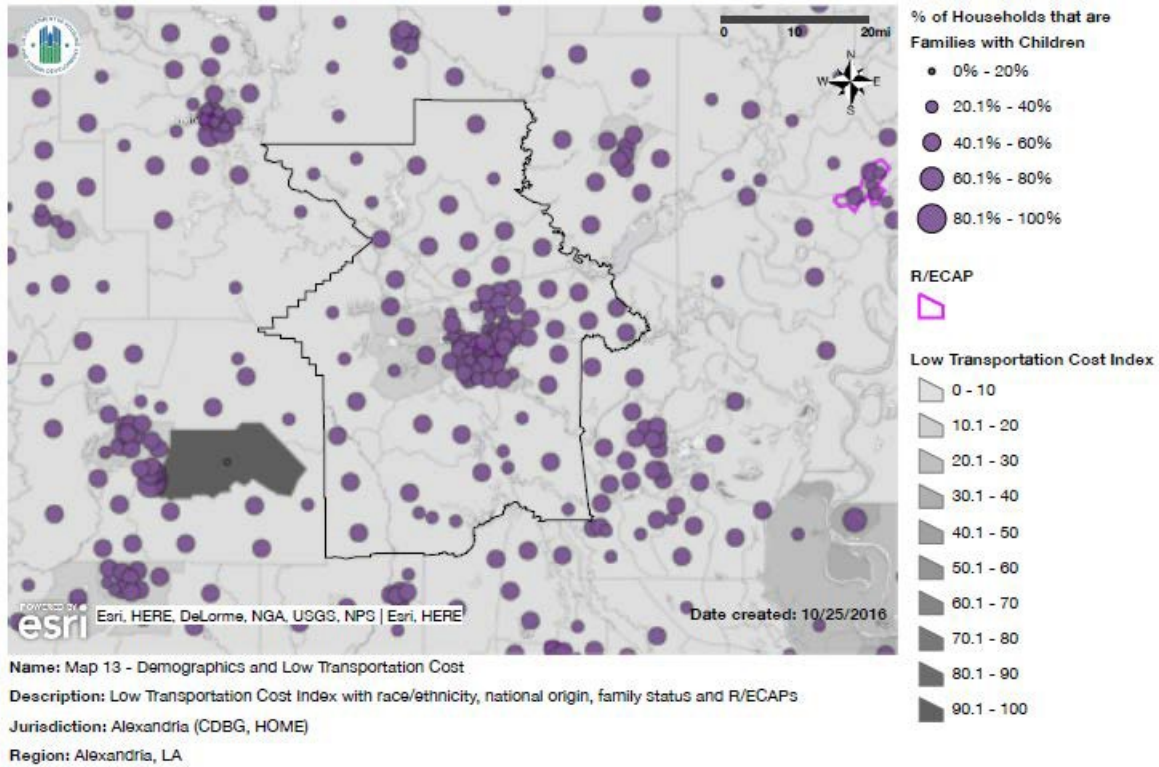 0 10 20mi
N
W E
S
% of Households that are
Families with Children
0% - 20%
20.1% - 40%
40.1% - 60%
60.1% - 80%
80.1% - 100%
R/ECAP
Low Transportation Cost Index
0 - 10
10.1 - 20
20.1 - 30
30.1 - 40
40.1 - 50
50.1 - 60
60.1 - 70
70.1 - 80
80.1 - 90
90.1 - 100
POWERED BY
esri
Esri, HERE, DeLorme, NGA, USGS, NPS | Esri, HERE
Date created: 10/25/2016
Name: Map 13 - Demographics and Low Transportation Cost
Description: Low Transportation Cost Index with race/ethnicity, national origin, family status and R/ECAPs
Jurisdiction: Alexandria (CDBG, HOME)
Region: Alexandria, LA